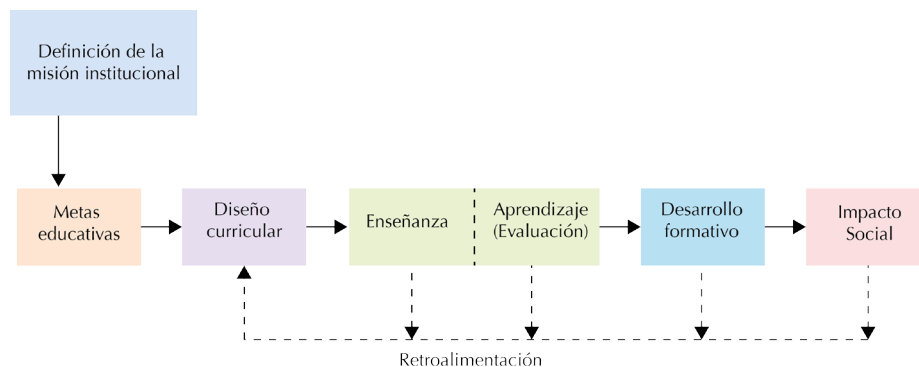 Definición de la
misión institucional
Metas
educativas
Diseño
curricular
Enseñanza
Aprendizaje
(Evaluación)
Desarrollo
formativo
Impacto
Social
Retroalimentación